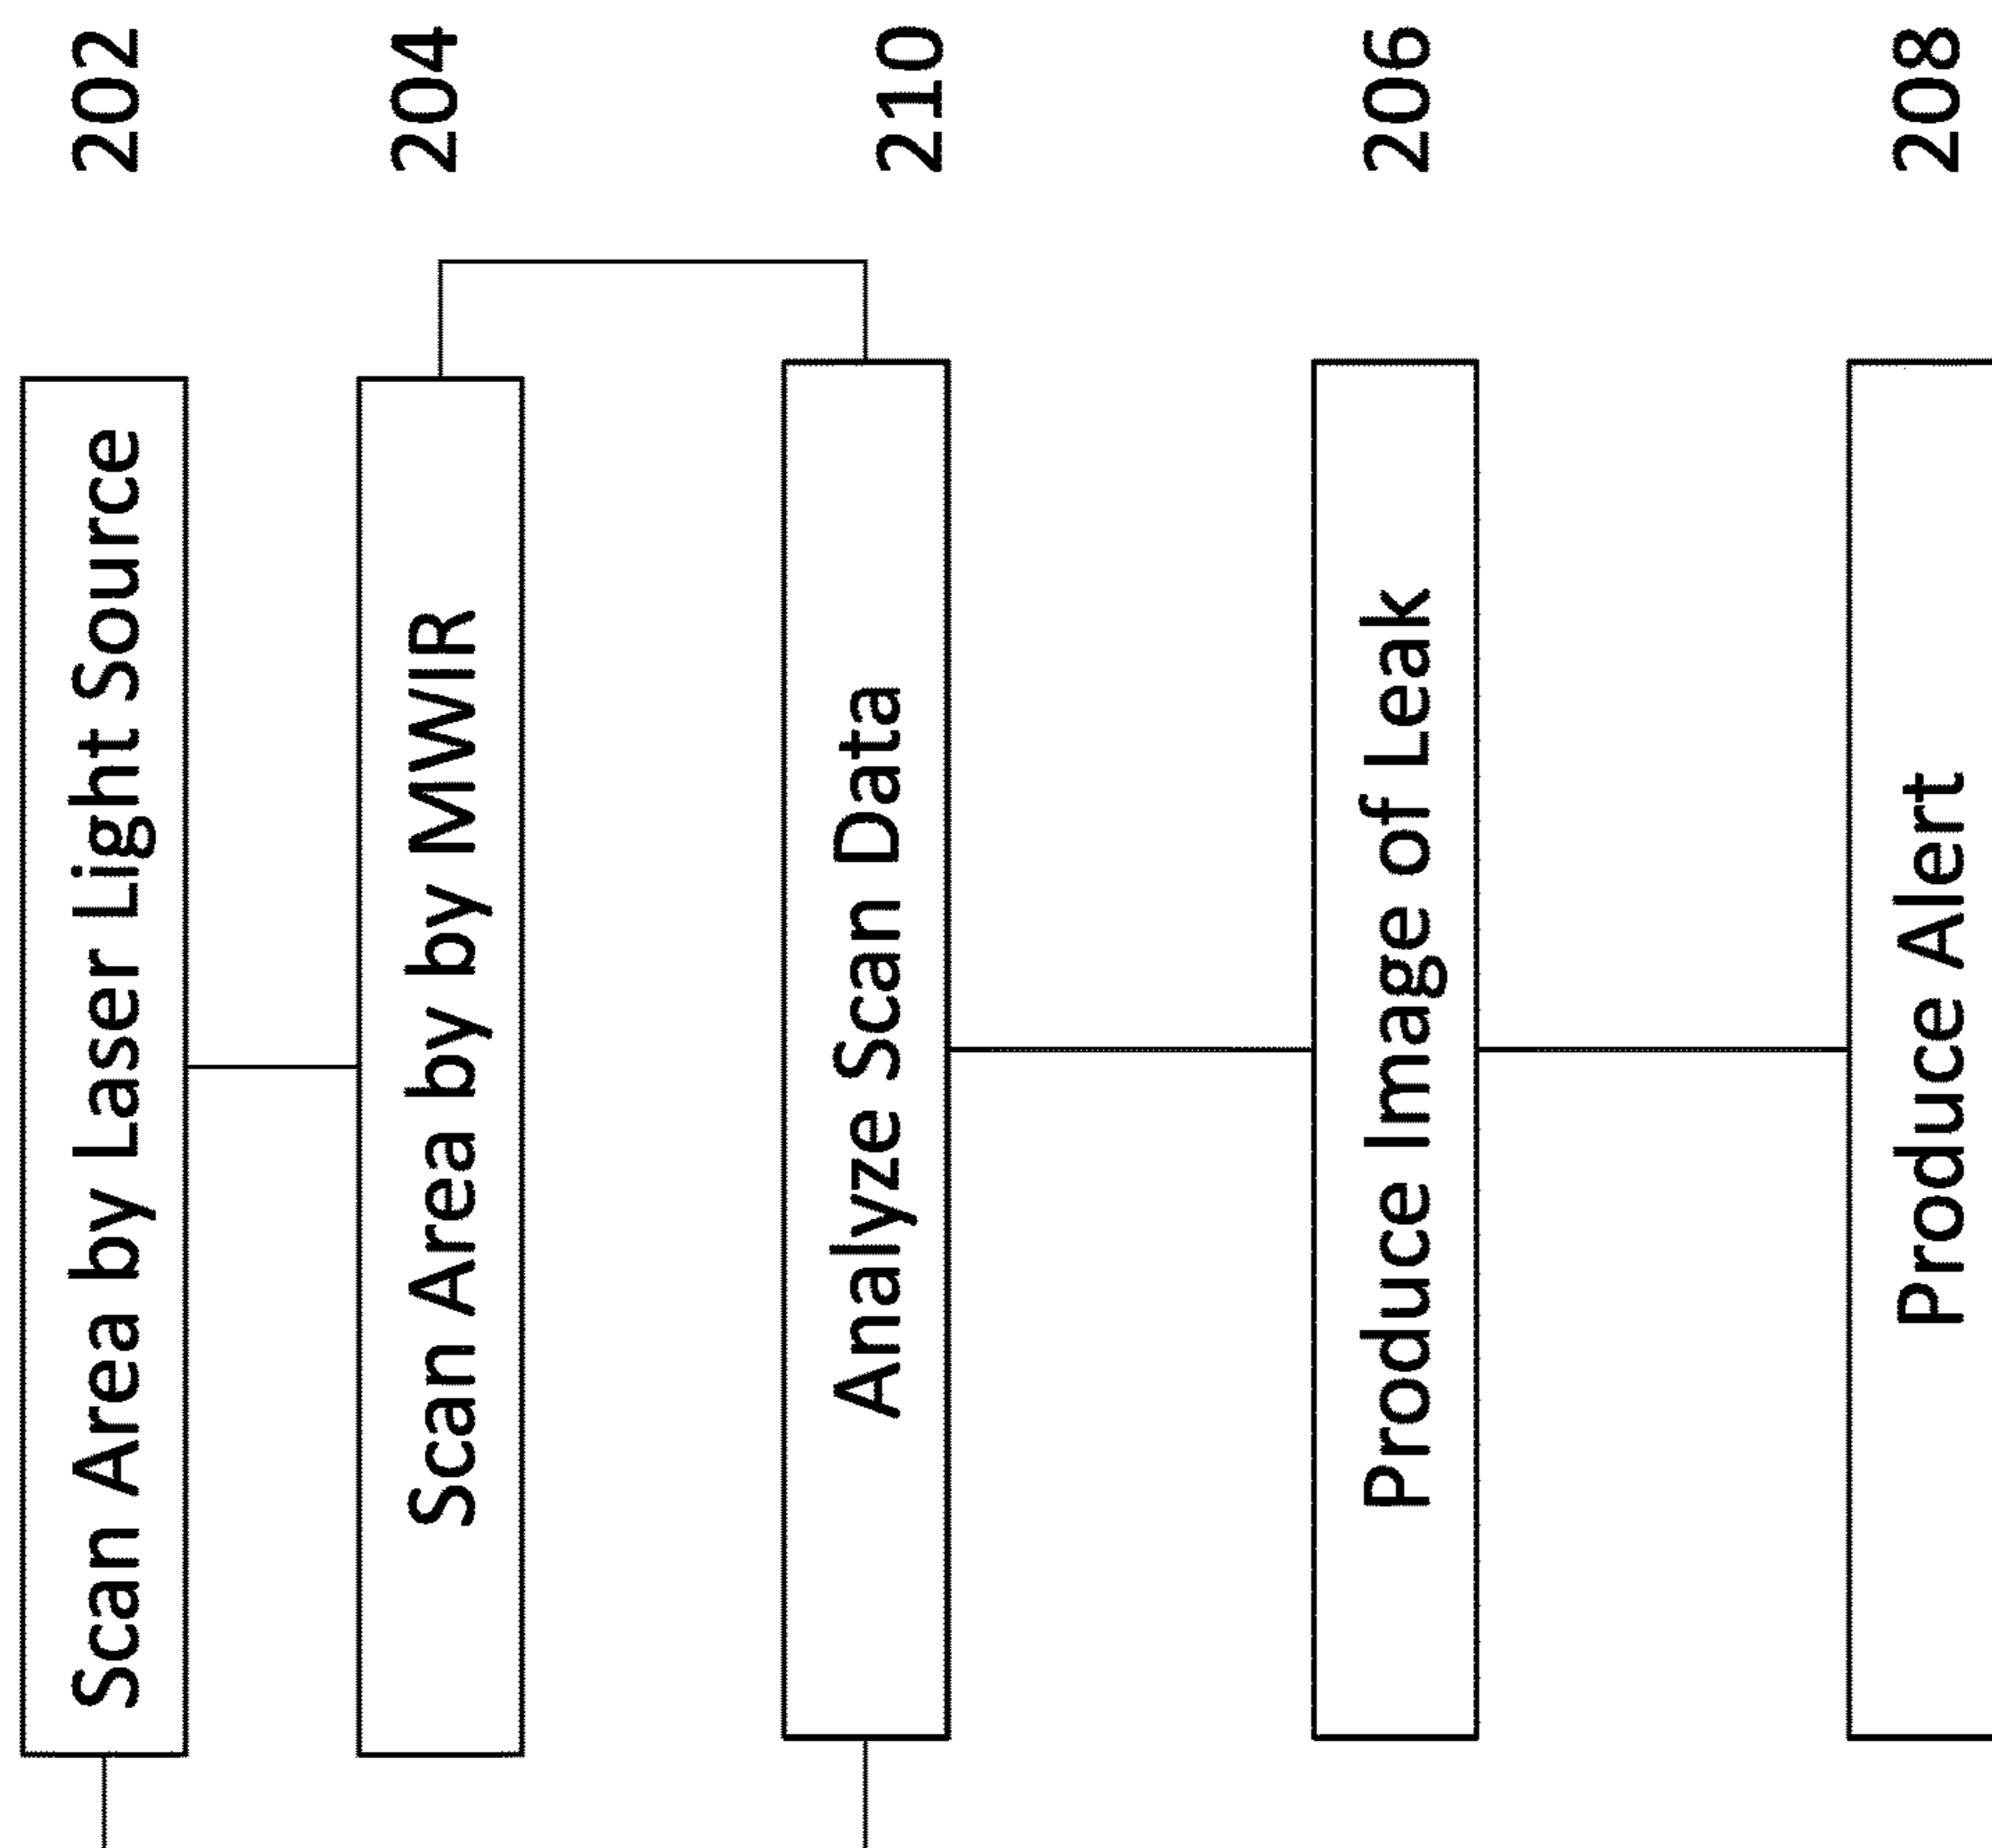 Scan Area by Laser Light Source 202
Scan Area by by MWIR 204
Analyze Scan Data 210
Produce Image of Leak 206
Produce Alert 208